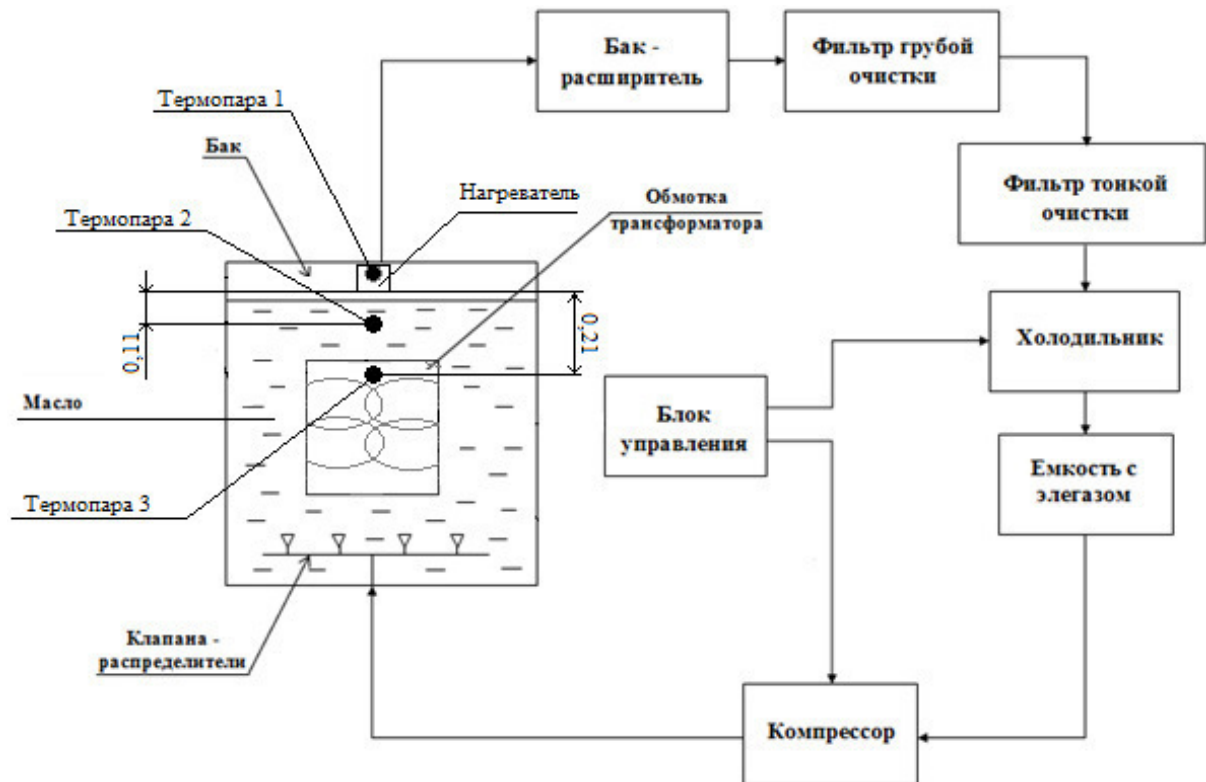 Бак -
расширитель
Фильтр грубой
очистки
Термопара 1
Бак
Фильтр тонкой
очистки
Нагреватель
Обмотка
трансформатора
Термопара 2
0,11
0,21
Холодильник
Масло
Блок
управления
Емкость с
элегазом
Термопара 3
Клапана -
распределители
Компрессор